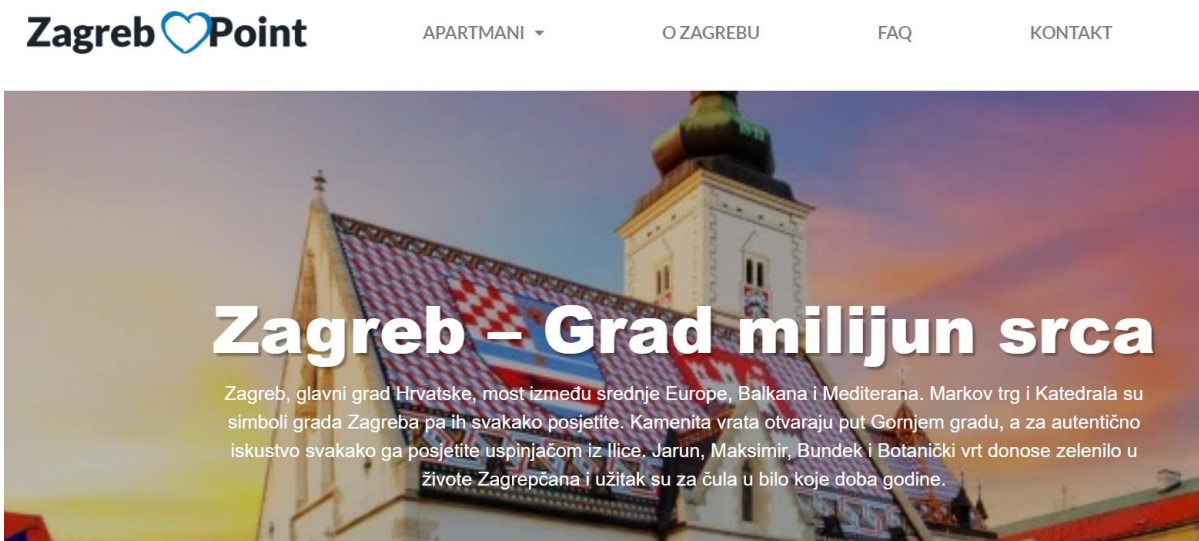 Zagreb Point
APARTMANI
O ZAGREBU
FAQ
KONTAKT
Zagreb – Grad milijun srca
Zagreb, glavni grad Hrvatske, most između srednje Europe, Balkana i Mediterana. Markov trg i Katedrala su
simboli grada Zagreba pa ih svakako posjetite. Kamenita vrata otvaraju put Gornjem gradu, a za autentično
iskustvo svakako ga posjetite uspinjačom iz Ilice. Jarun, Maksimir, Bundek i Botanički vrt donose zelenilo u
živote Zagrepčana i užitak su za čula u bilo koje doba godine.